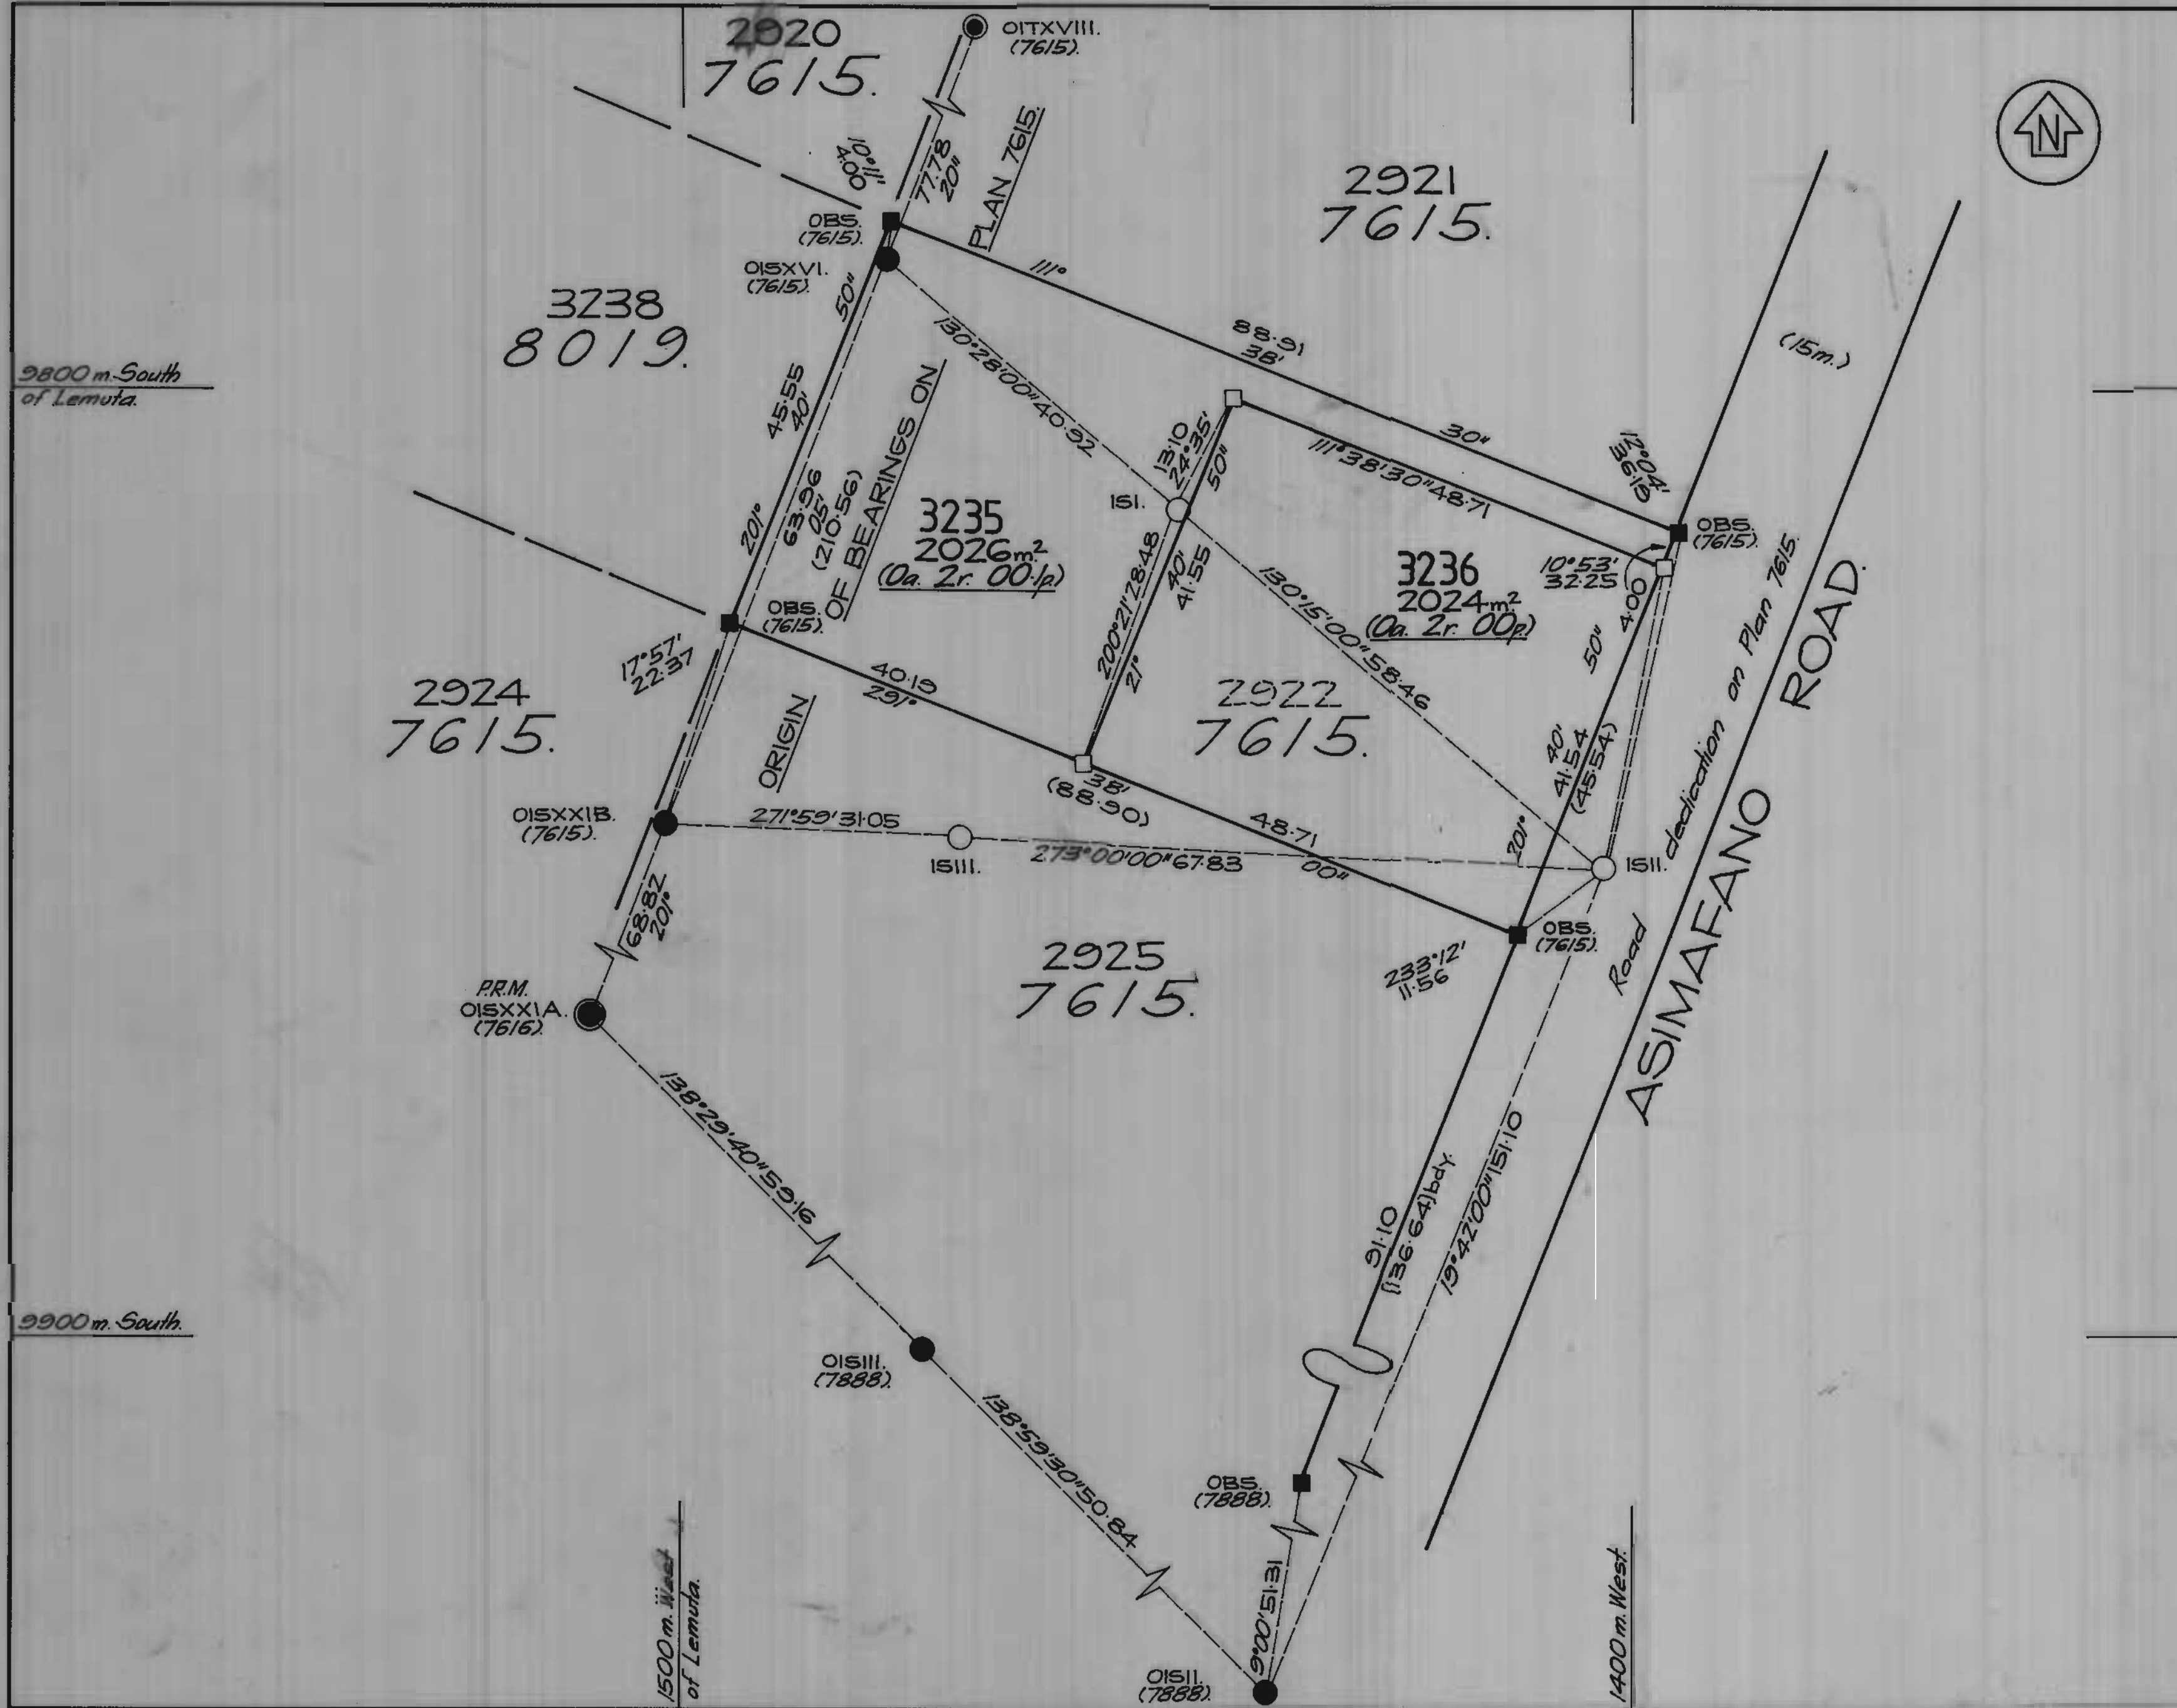 2920
7615.
OITXVIII.
(7615).
N
PLAN 7615.
10°11'
4.00
77.78
20"
2921
7615.
OBS.
(7615).
OISXVI.
(7615).
111°
88.91
38'
30"
(15m.)
3238
8019.
50"
45.55
40'
201°
63.96
05'
(210.56)
OF BEARINGS ON
ORIGIN
130°28'00"40.92
9800 m. South
of Lemuta.
13.10
24°35'
50"
111°38'30"48.71
12°04'
36.19
OBS.
(7615).
ISI.
3235
2026m²
(0a. 2r. 00.1p)
200°21'28.48
21°
40'
41.55
130°15'00"58.46
3236
2024m²
(0a. 2r. 00p)
10°53'
32.25
4.00
50"
40'
41.54
(45.54)
201°
OBS.
(7615).
17°57'
22.37
40.19
291°
38'
(88.90)
48.71
00"
2924
7615.
2922
7615.
Road dedication on Plan 7615.
ASIMAFANO ROAD.
OISXXIB.
(7615).
271°59'31.05
ISIII.
273°00'00"67.83
ISII.
68.82
201°
OBS.
(7615).
233°12'
11.56
P.R.M.
OISXXIA.
(7616).
2925
7615.
138°29'40"59.16
91.10
(136.64)bdy.
19°42'00"151.10
9900 m. South.
OISIII.
(7888).
138°59'30"50.84
OBS.
(7888).
9°00'51.31
OISII.
(7888).
1500 m. West
of Lemuta.
1400 m. West.